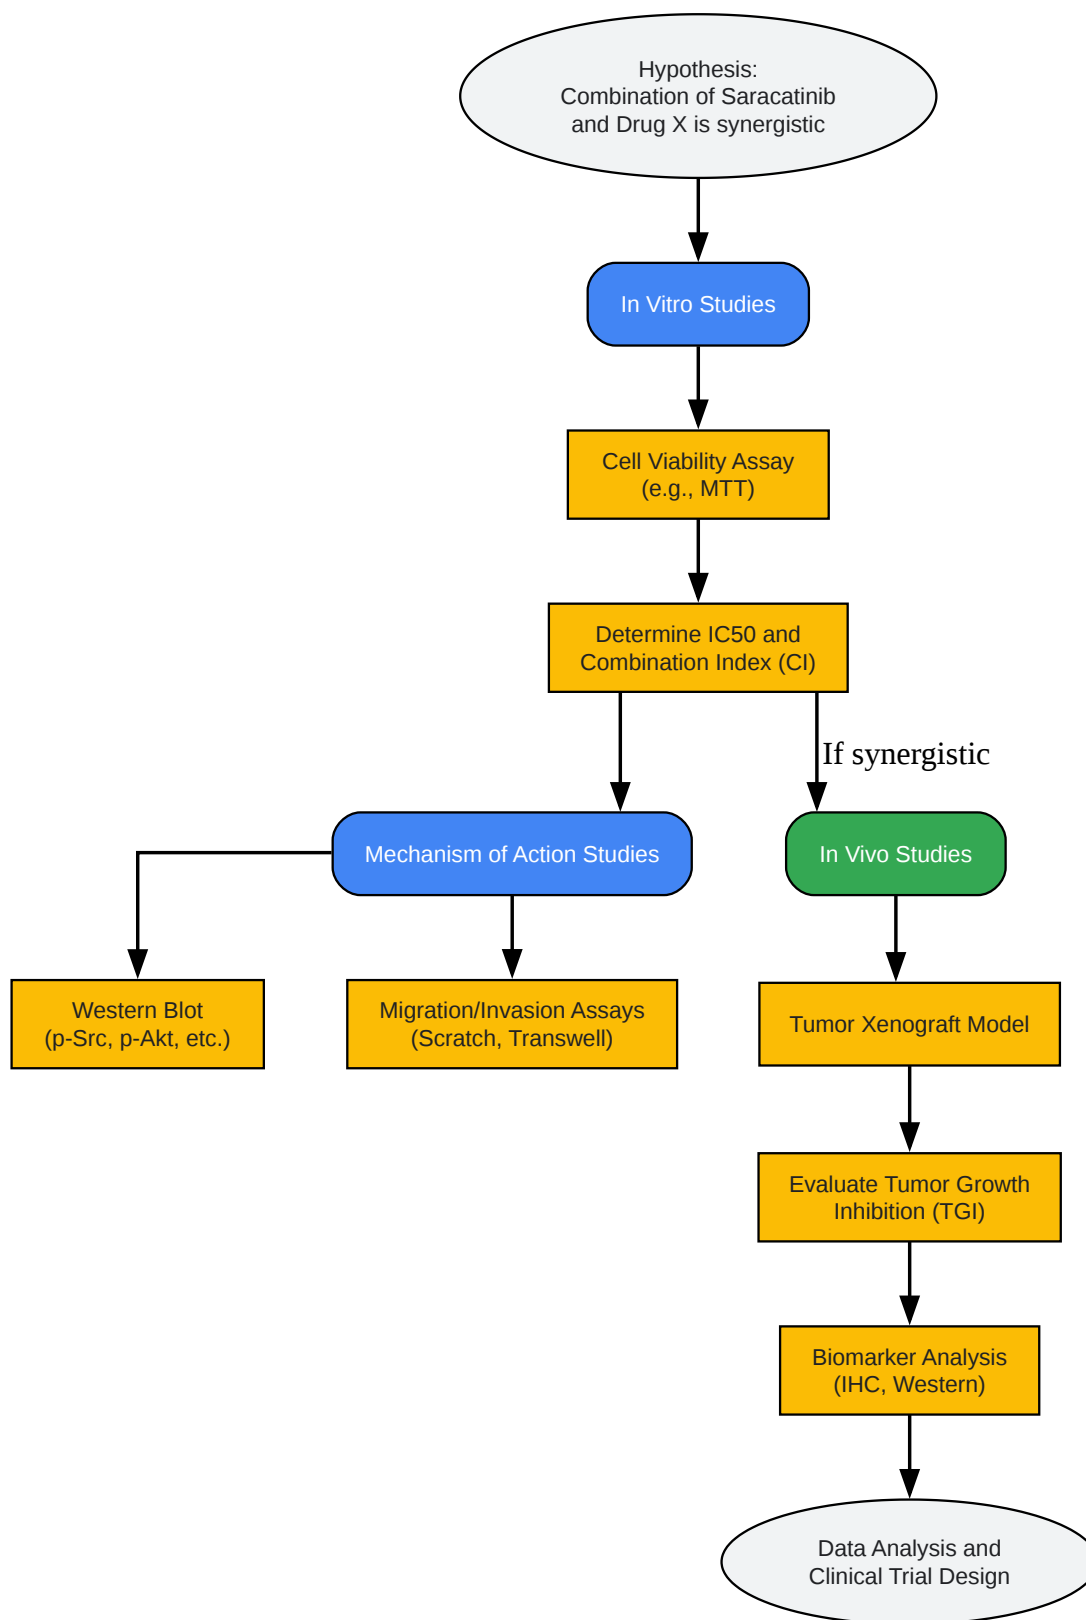 Hypothesis:
Combination of Saracatinib
and Drug X is synergistic
In Vitro Studies
Cell Viability Assay
(e.g., MTT)
Determine IC50 and
Combination Index (CI)
If synergistic
Mechanism of Action Studies
In Vivo Studies
Western Blot
(p-Src, p-Akt, etc.)
Migration/Invasion Assays
(Scratch, Transwell)
Tumor Xenograft Model
Evaluate Tumor Growth
Inhibition (TGI)
Biomarker Analysis
(IHC, Western)
Data Analysis and
Clinical Trial Design